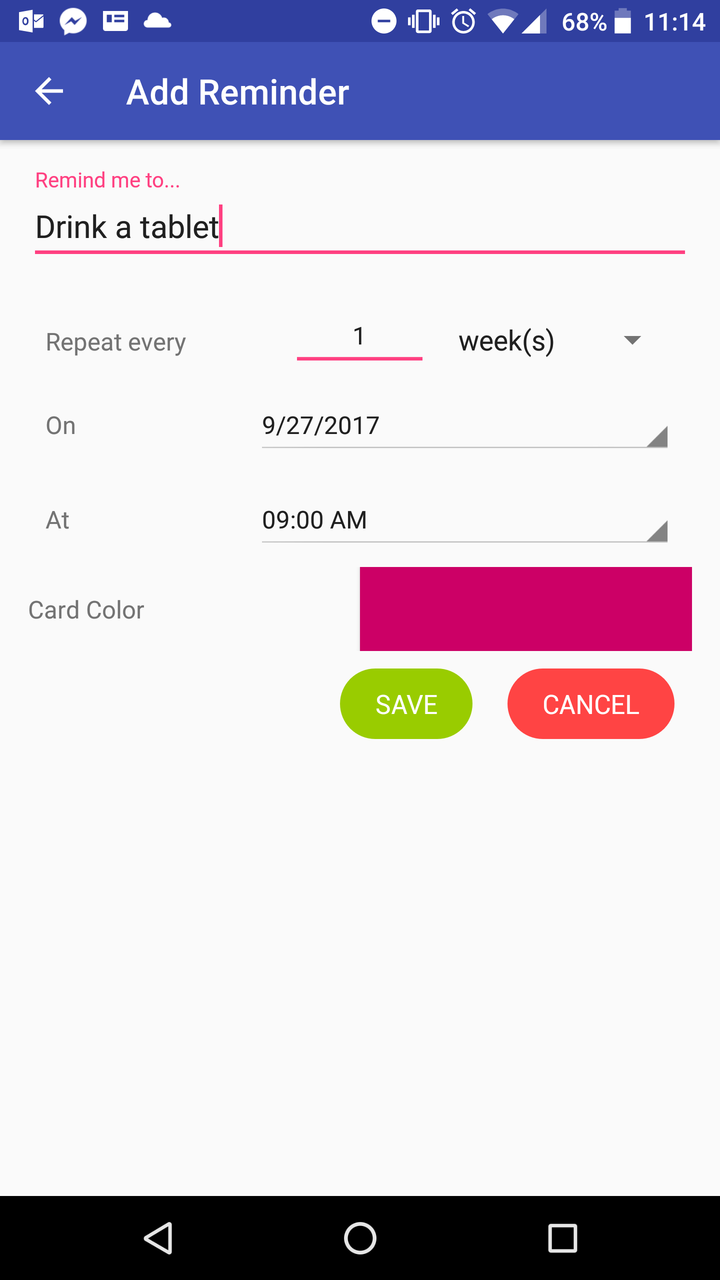 68% 11:14
Add Reminder
Remind me to...
Drink a tablet
Repeat every 1 week(s)
On 9/27/2017
At 09:00 AM
Card Color
SAVE CANCEL